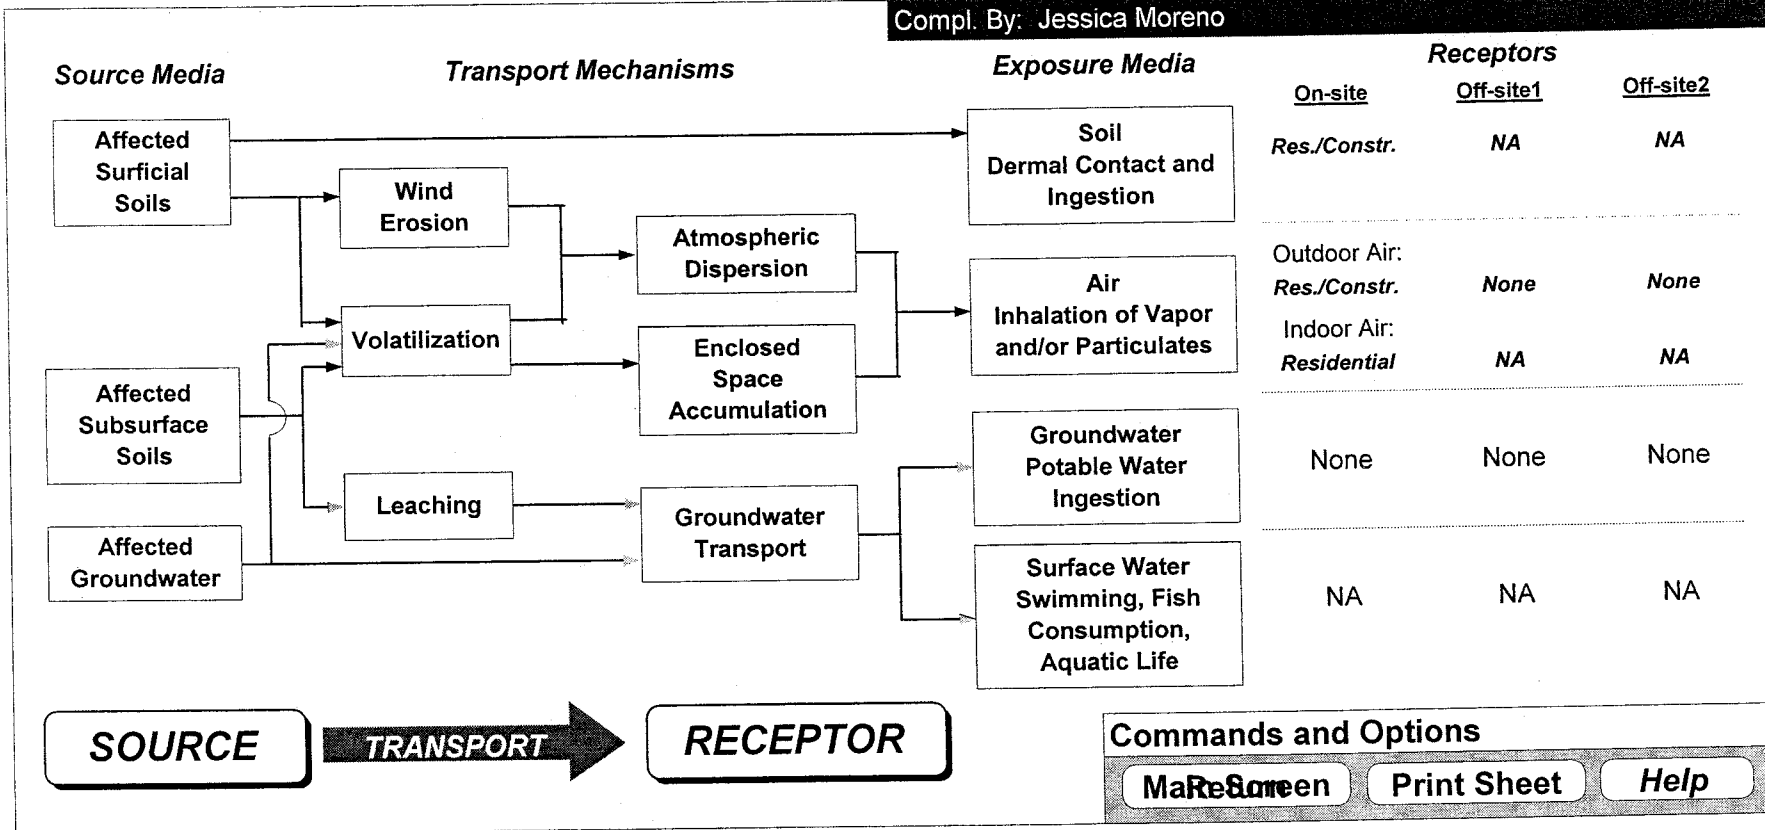 Compl. By: Jessica Moreno
Source Media
Transport Mechanisms
Exposure Media
Receptors
On-site
Off-site1
Off-site2
Affected
Surficial
Soils
Wind
Erosion
Volatilization
Atmospheric
Dispersion
Enclosed
Space
Accumulation
Affected
Subsurface
Soils
Leaching
Groundwater
Transport
Affected
Groundwater
Soil
Dermal Contact and
Ingestion
Res./Constr. NA NA
Air
Inhalation of Vapor
and/or Particulates
Outdoor Air:
Res./Constr. None None
Indoor Air:
Residential NA NA
Groundwater
Potable Water
Ingestion
None None None
Surface Water
Swimming, Fish
Consumption,
Aquatic Life
NA NA NA
SOURCE
TRANSPORT
RECEPTOR
Commands and Options
Main Screen
Return
Print Sheet
Help